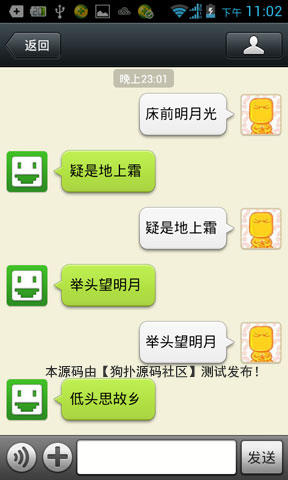 下午 11:02
返回
晚上23:01
床前明月光
疑是地上霜
疑是地上霜
举头望明月
举头望明月
本源码由【狗扑源码社区】测试发布！
低头思故乡
发送